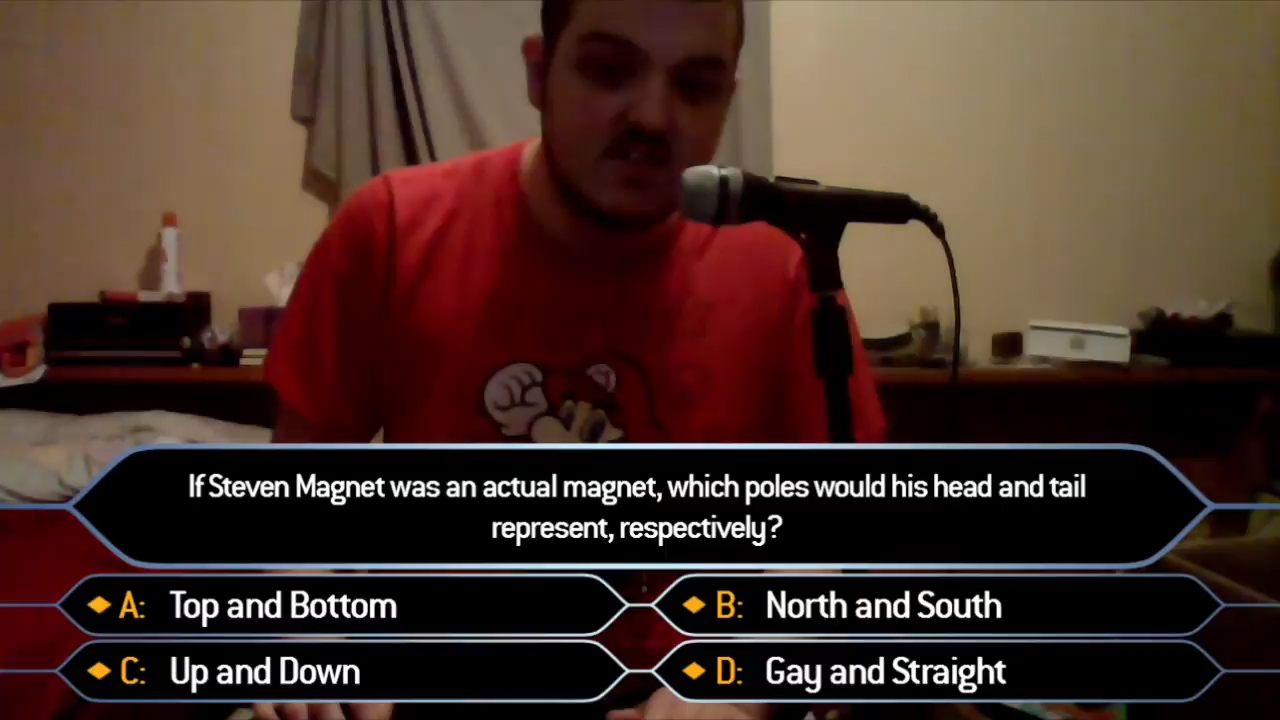 If Steven Magnet was an actual magnet, which poles would his head and tail
represent, respectively?
A: Top and Bottom
B: North and South
C: Up and Down
D: Gay and Straight